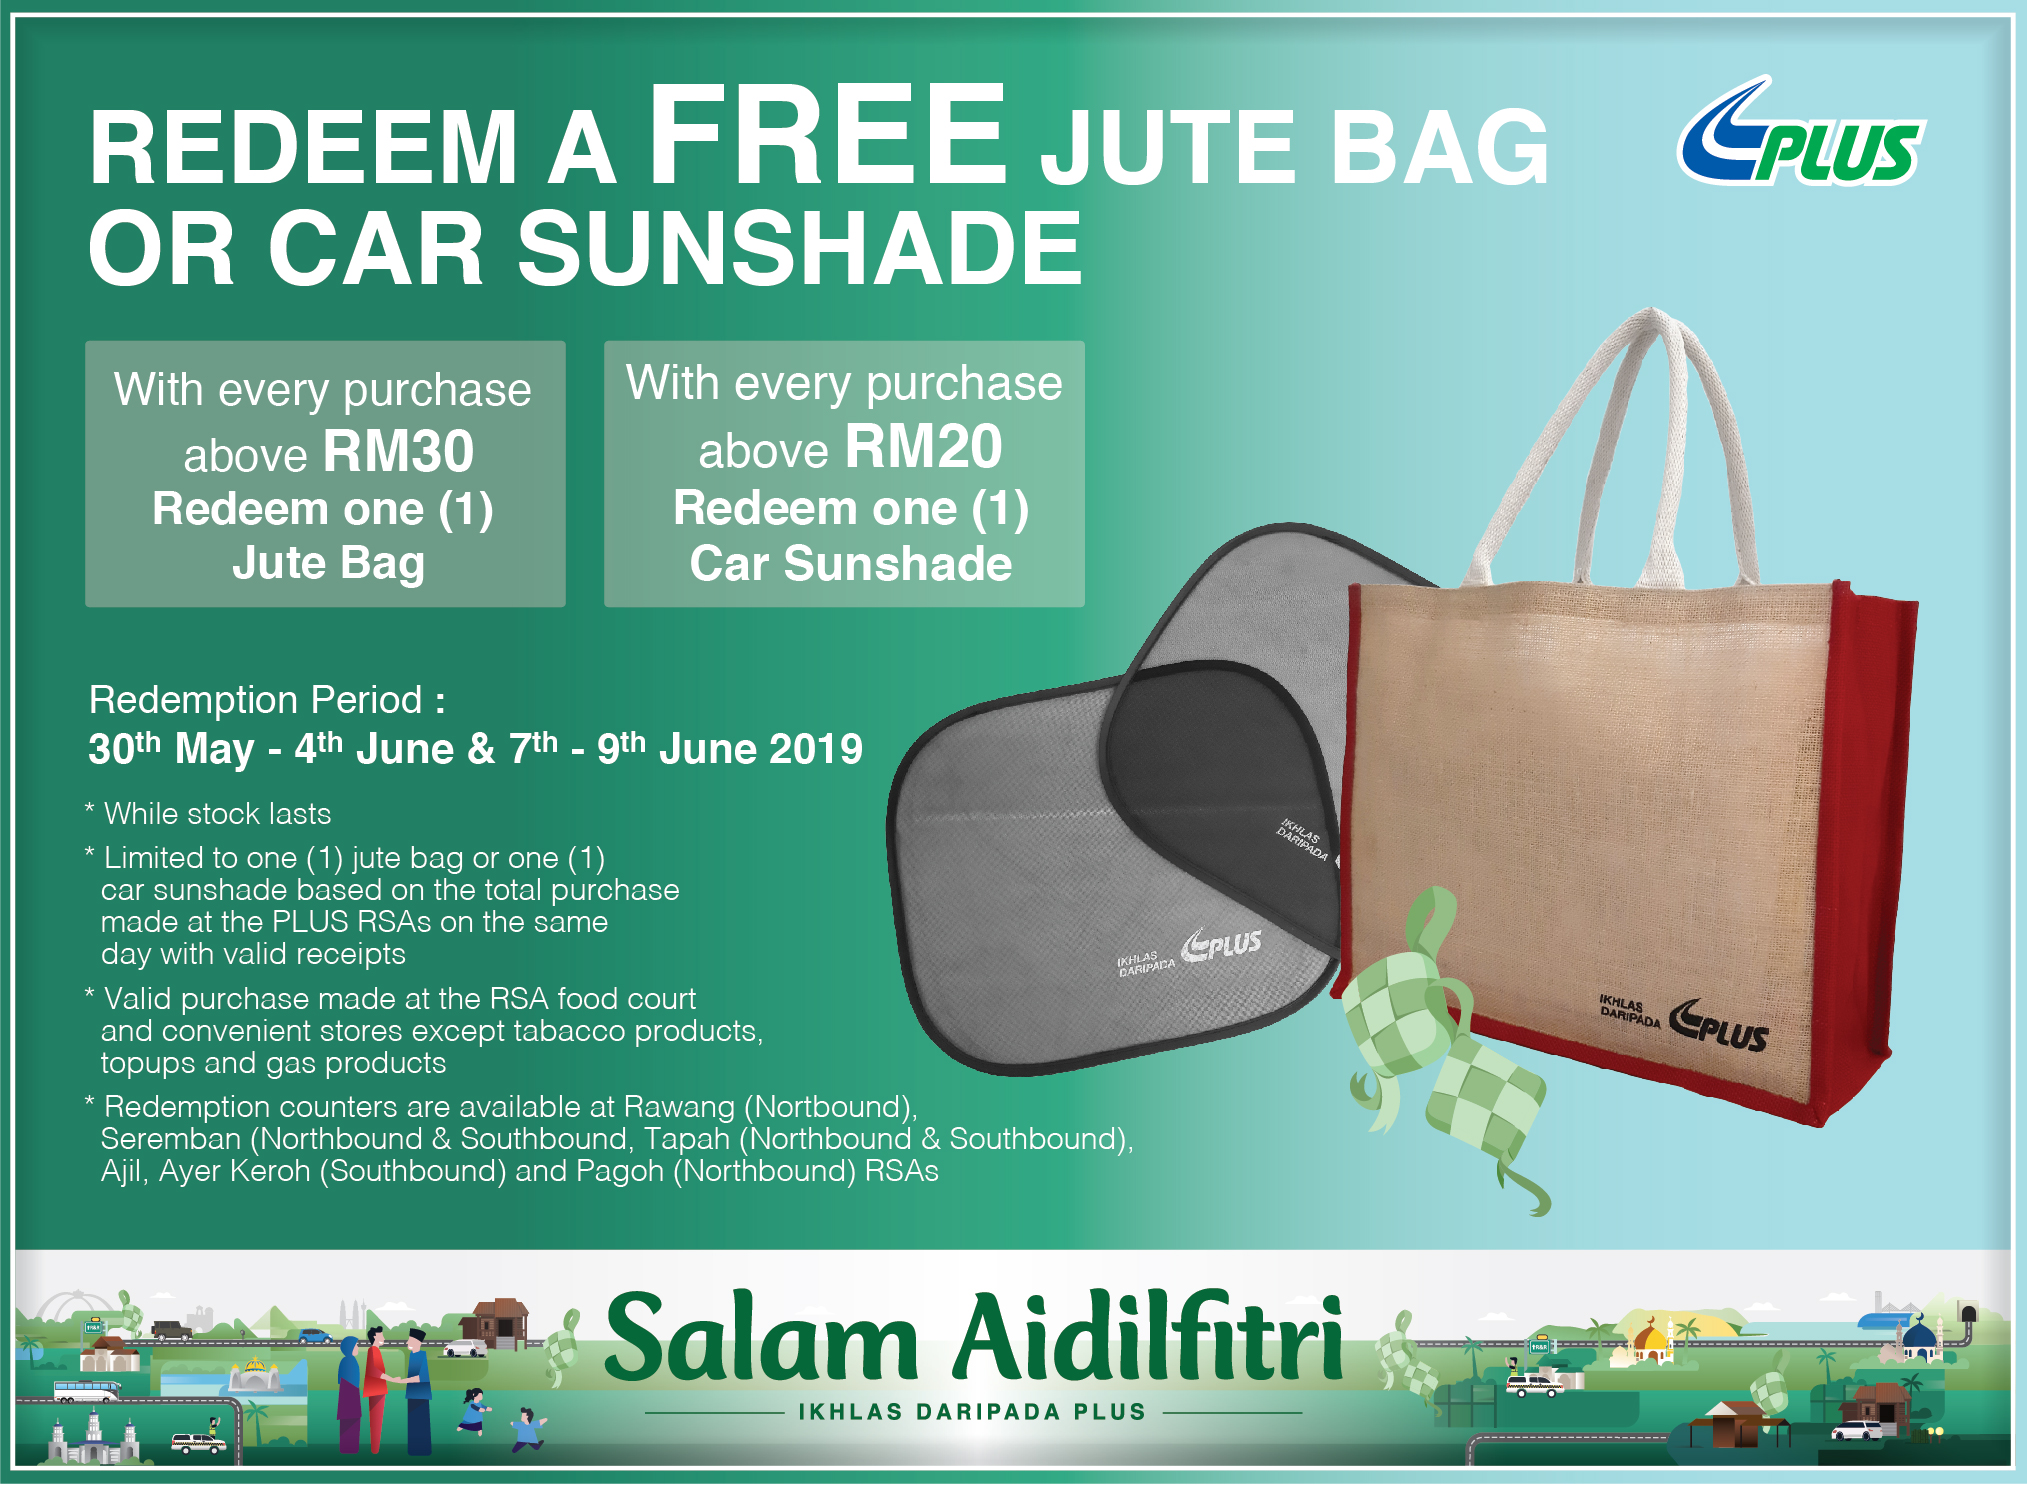 REDEEM A FREE JUTE BAG
OR CAR SUNSHADE
PLUS
With every purchase
above RM30
Redeem one (1)
Jute Bag
With every purchase
above RM20
Redeem one (1)
Car Sunshade
Redemption Period :
30th May - 4th June & 7th - 9th June 2019
* While stock lasts
* Limited to one (1) jute bag or one (1)
car sunshade based on the total purchase
made at the PLUS RSAs on the same
day with valid receipts
* Valid purchase made at the RSA food court
and convenient stores except tabacco products,
topups and gas products
* Redemption counters are available at Rawang (Nortbound),
Seremban (Northbound & Southbound, Tapah (Northbound & Southbound),
Ajil, Ayer Keroh (Southbound) and Pagoh (Northbound) RSAs
IKHLAS
DARIPADA
IKHLAS
DARIPADA PLUS
IKHLAS
DARIPADA PLUS
Salam Aidilfitri
IKHLAS DARIPADA PLUS